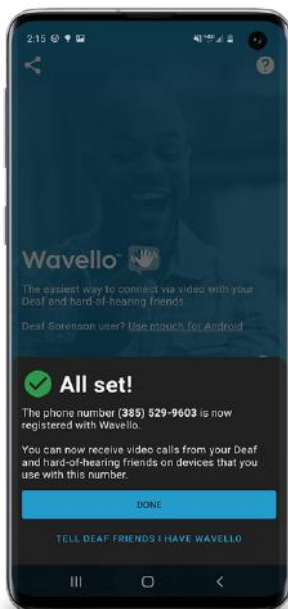 2:15
Wavello
The easiest way to connect via video with your
Deaf and hard-of-hearing friends
Deaf Sorenson user? Use ntouch for Android
All set!
The phone number (385) 529-9603 is now
registered with Wavello.
You can now receive video calls from your Deaf
and hard-of-hearing friends on devices that you
use with this number.
DONE
TELL DEAF FRIENDS I HAVE WAVELLO